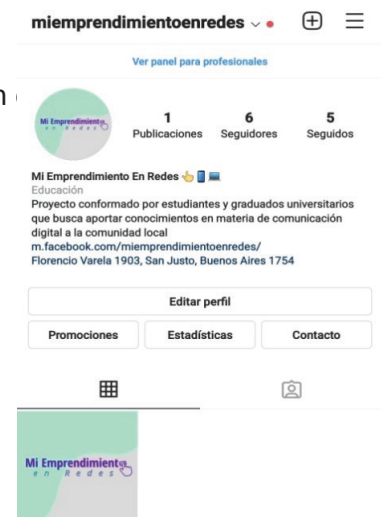 miemprendimientoenredes
Ver panel para profesionales
n
Mi Emprendimiento
en Redes
1 6 5
Publicaciones Seguidores Seguidos
Mi Emprendimiento En Redes 👆📱💻
Educación
Proyecto conformado por estudiantes y graduados universitarios
que busca aportar conocimientos en materia de comunicación
digital a la comunidad local
m.facebook.com/miemprendimientoenredes/
Florencio Varela 1903, San Justo, Buenos Aires 1754
Editar perfil
Promociones Estadísticas Contacto
Mi Emprendimiento
en Redes